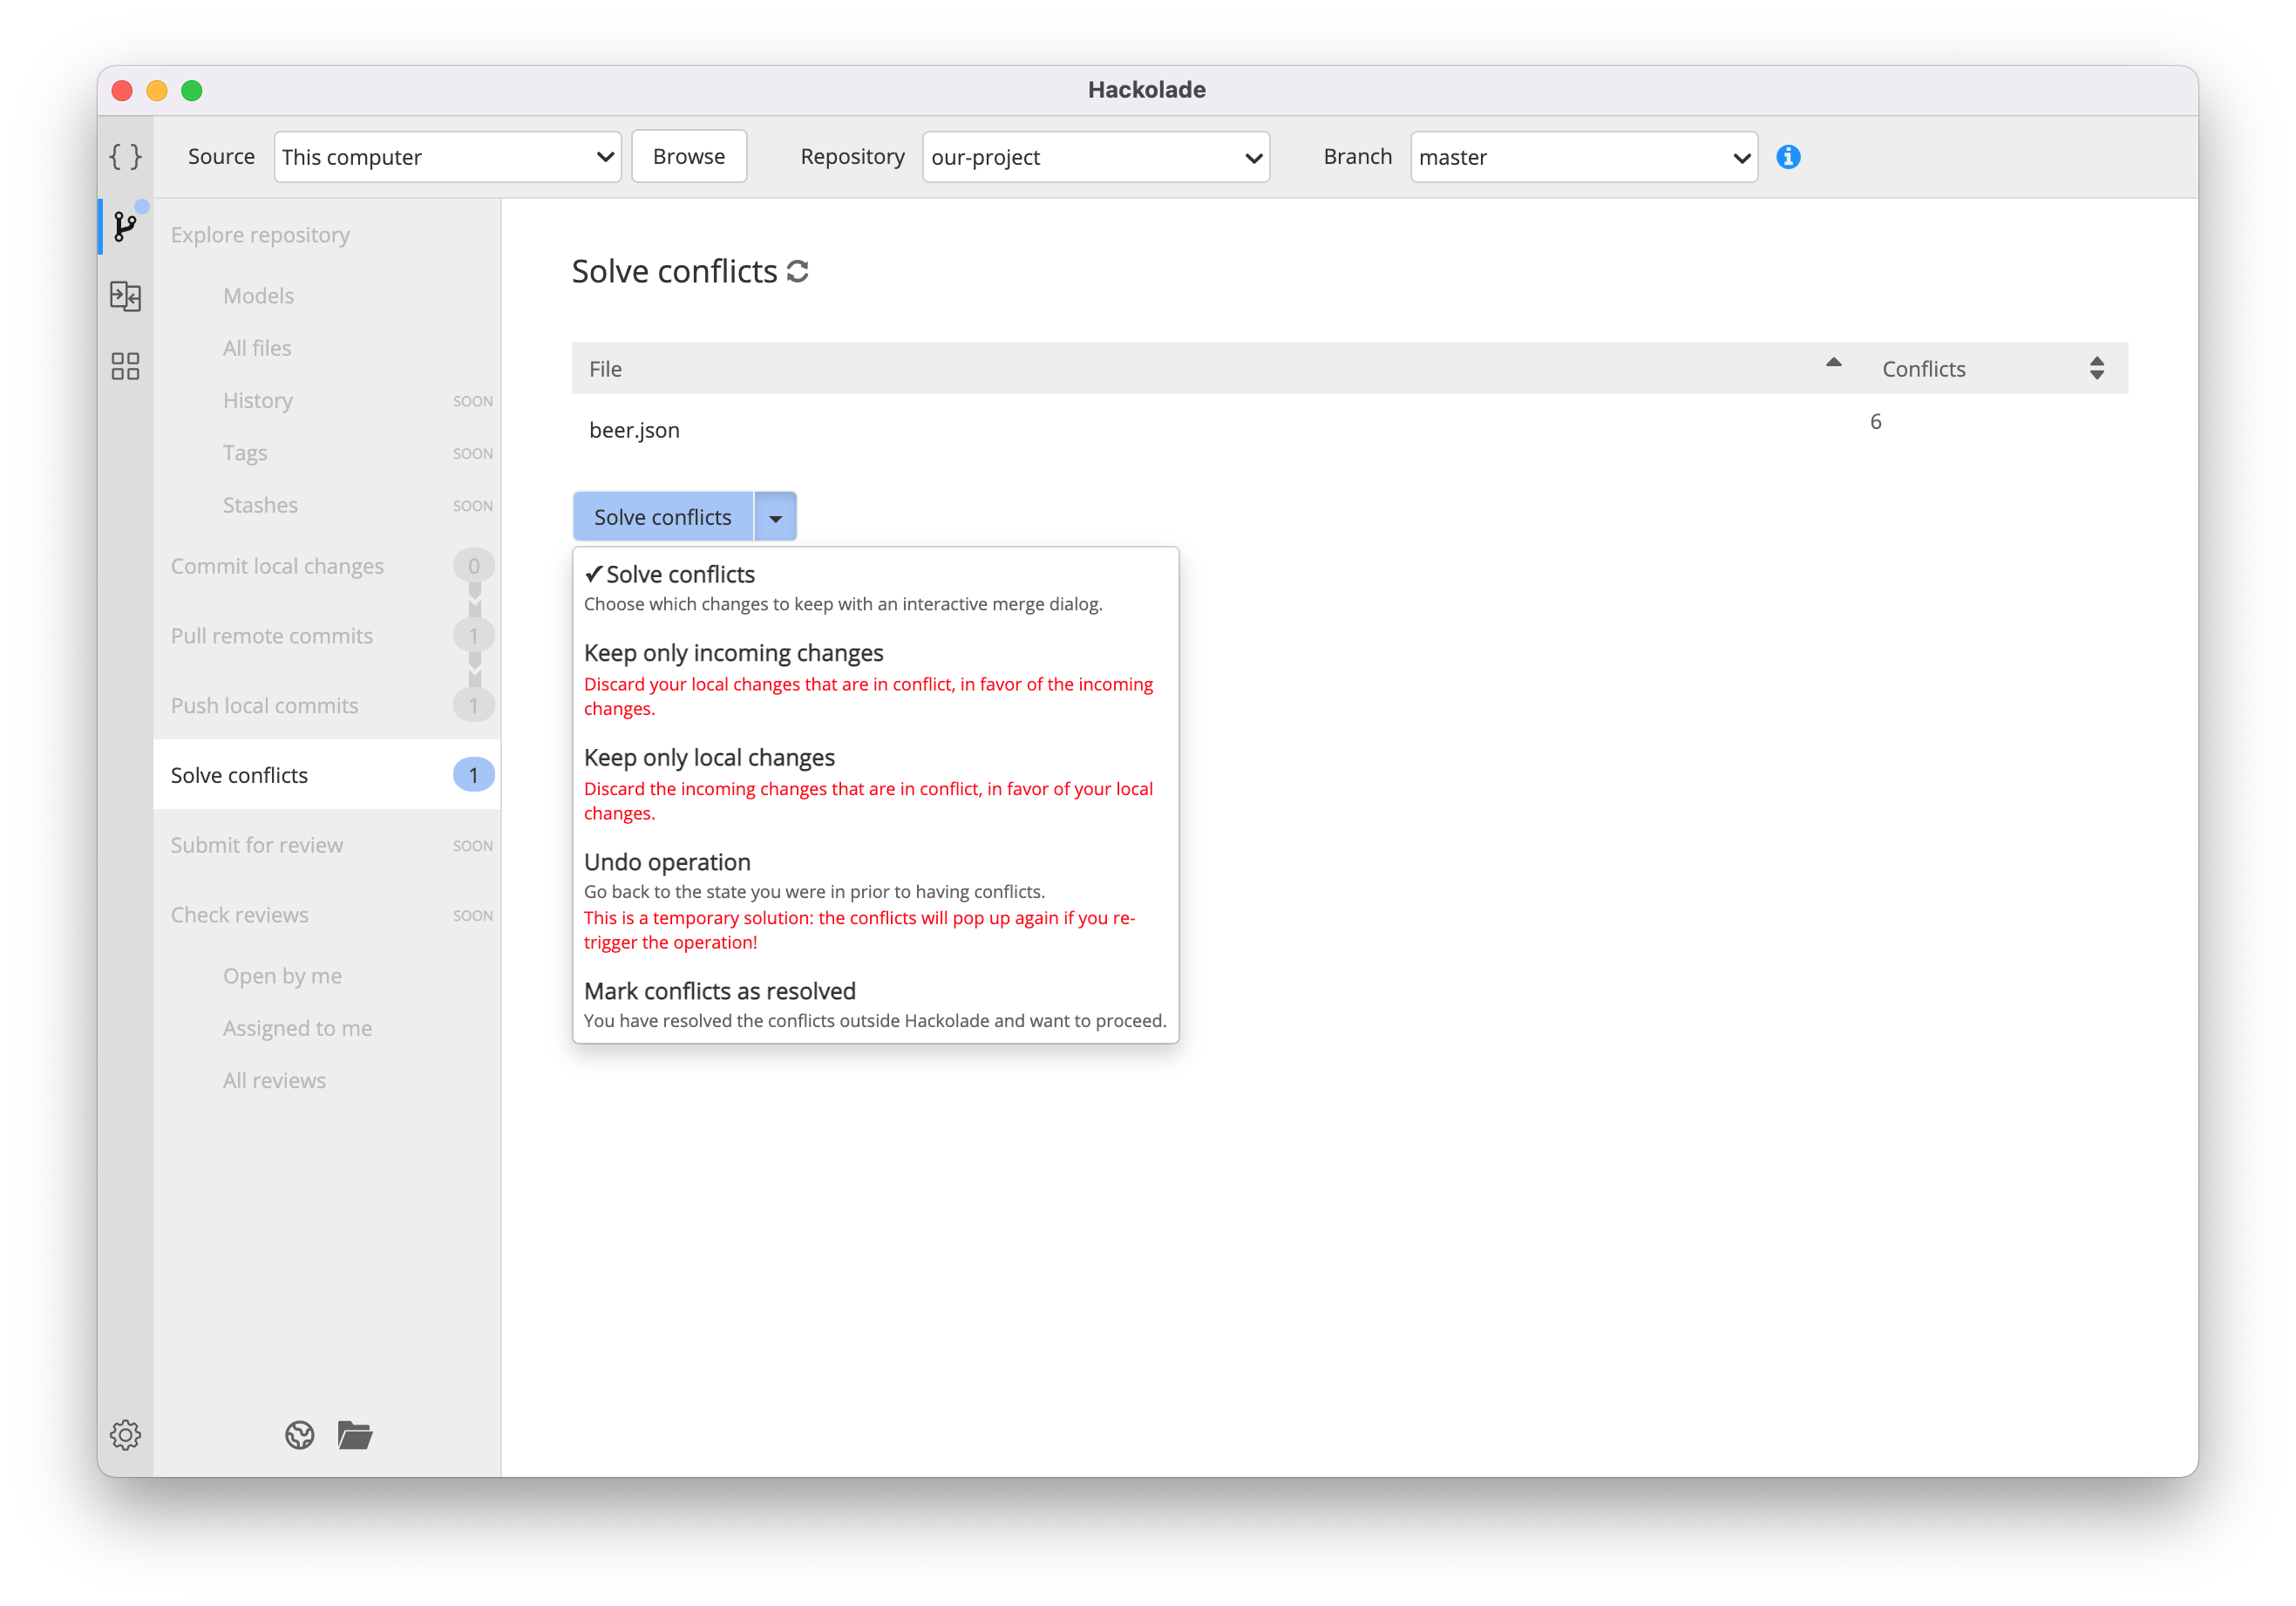 Hackolade
Source This computer Browse Repository our-project Branch master
Explore repository
Models
All files
History SOON
Tags SOON
Stashes SOON
Commit local changes 0
Pull remote commits 1
Push local commits 1
Solve conflicts 1
Submit for review SOON
Check reviews SOON
Open by me
Assigned to me
All reviews
Solve conflicts
File Conflicts
beer.json 6
Solve conflicts
✓Solve conflicts
Choose which changes to keep with an interactive merge dialog.
Keep only incoming changes
Discard your local changes that are in conflict, in favor of the incoming
changes.
Keep only local changes
Discard the incoming changes that are in conflict, in favor of your local
changes.
Undo operation
Go back to the state you were in prior to having conflicts.
This is a temporary solution: the conflicts will pop up again if you re-
trigger the operation!
Mark conflicts as resolved
You have resolved the conflicts outside Hackolade and want to proceed.